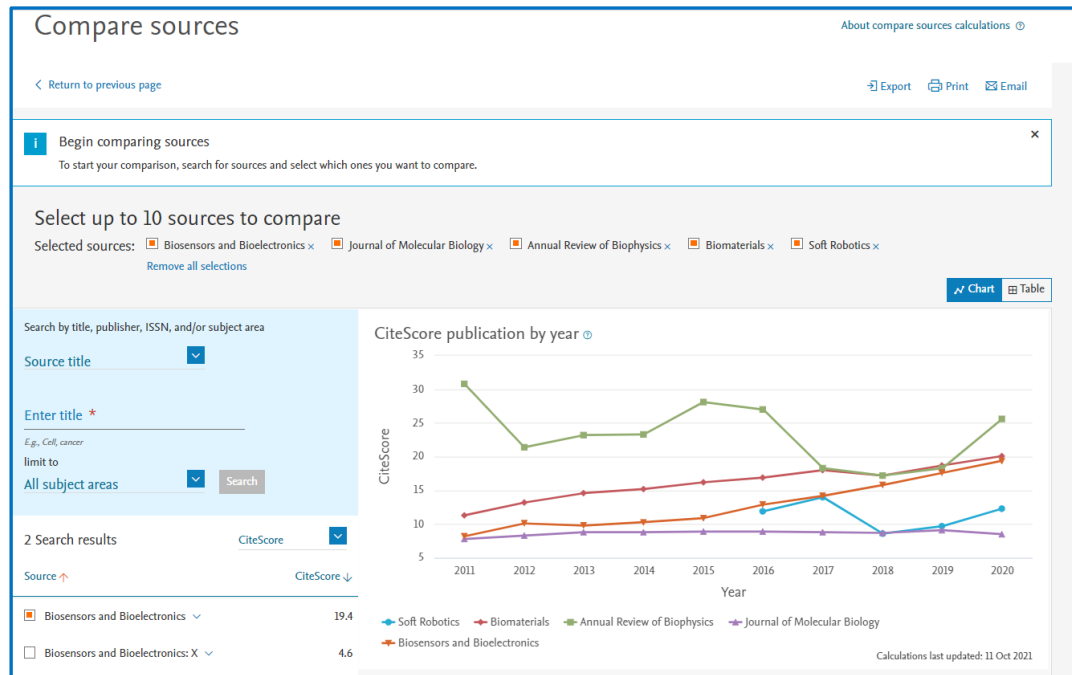 Compare sources
About compare sources calculations
Return to previous page
Export Print Email
Begin comparing sources
To start your comparison, search for sources and select which ones you want to compare.
Select up to 10 sources to compare
Selected sources: Biosensors and Bioelectronics × Journal of Molecular Biology × Annual Review of Biophysics × Biomaterials × Soft Robotics ×
Remove all selections
Chart Table
Search by title, publisher, ISSN, and/or subject area
Source title
Enter title *
E.g., Cell, cancer
limit to
All subject areas
Search
2 Search results CiteScore
Source CiteScore
Biosensors and Bioelectronics 19.4
Biosensors and Bioelectronics: X 4.6
CiteScore publication by year
35
30
25
20
15
10
5
CiteScore
2011 2012 2013 2014 2015 2016 2017 2018 2019 2020
Year
Soft Robotics Biomaterials Annual Review of Biophysics Journal of Molecular Biology
Biosensors and Bioelectronics
Calculations last updated: 11 Oct 2021